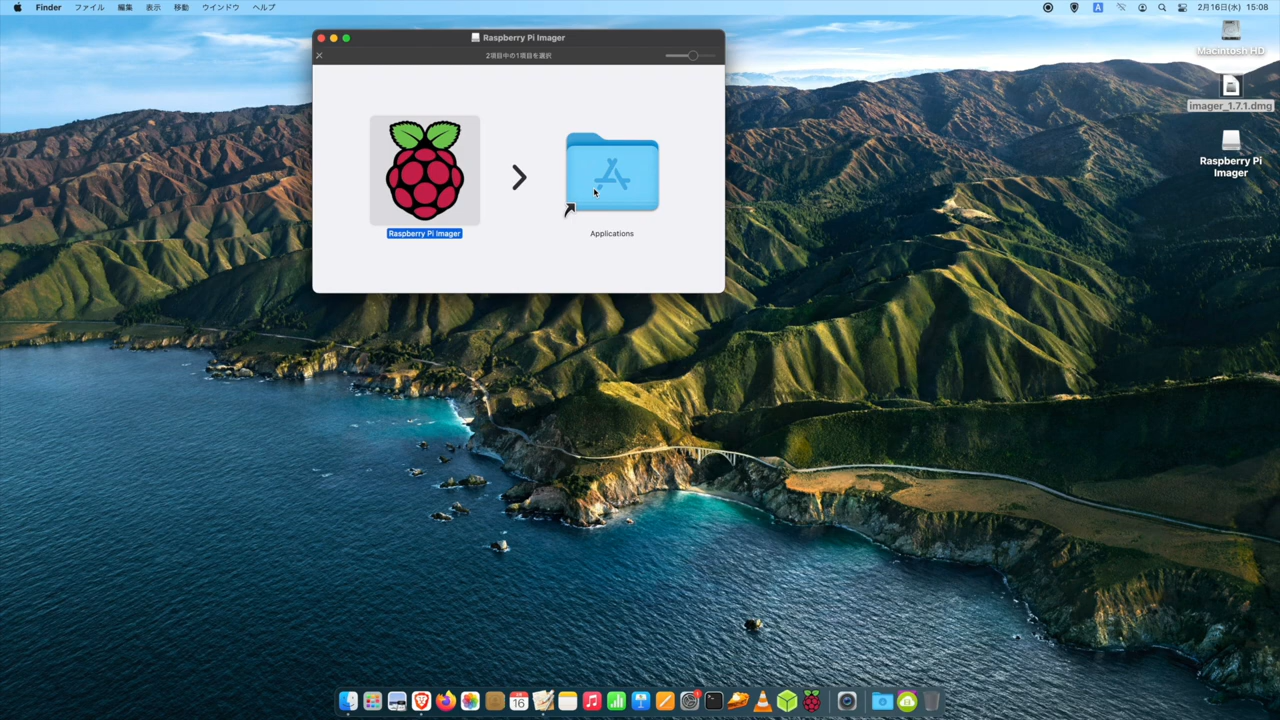 Finder ファイル 編集 表示 移動 ウインドウ ヘルプ A 2月16日(水) 15:08
Raspberry Pi Imager
2項目中の1項目を選択
Raspberry Pi Imager
Applications
Macintosh HD
imager_1.7.1.dmg
Raspberry Pi
Imager
16